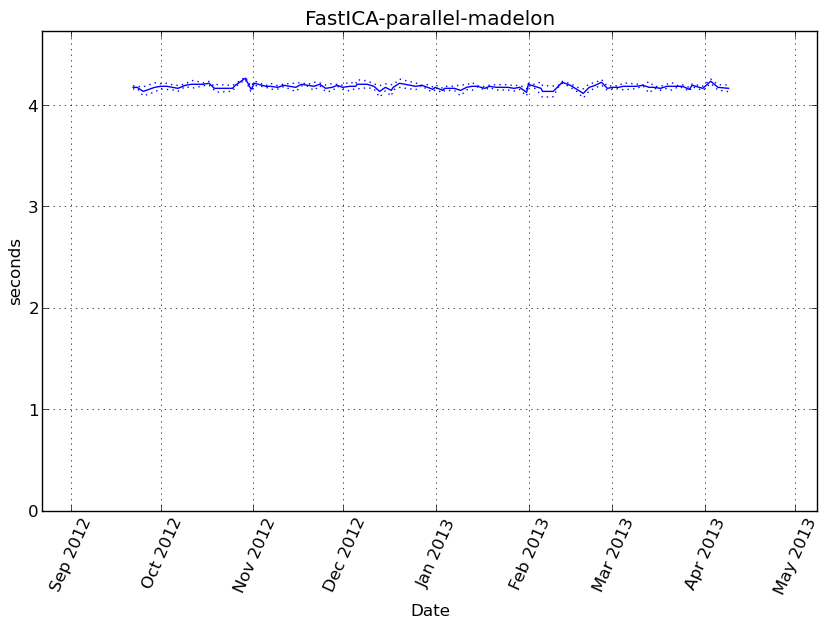 FastICA-parallel-madelon
4
3
2
1
0
seconds
Sep 2012
Oct 2012
Nov 2012
Dec 2012
Jan 2013
Feb 2013
Mar 2013
Apr 2013
May 2013
Date